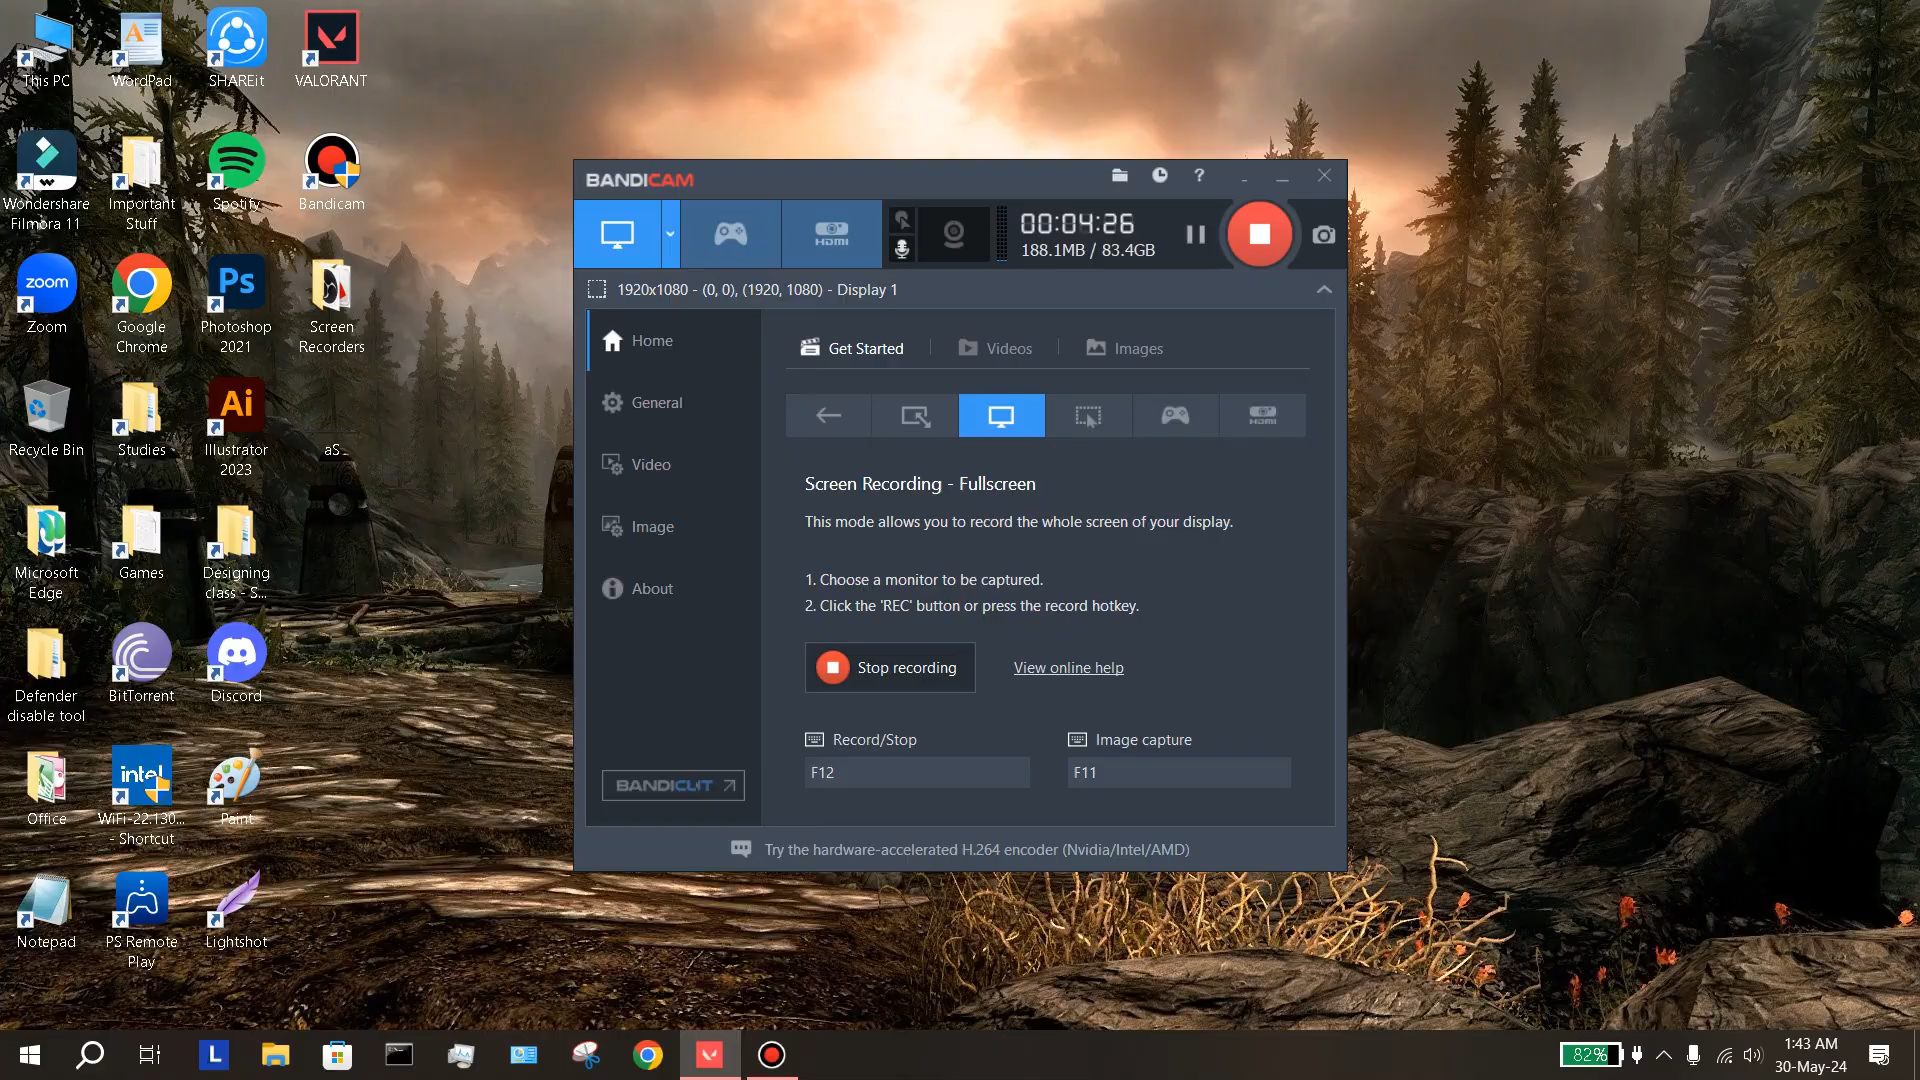 This PC
WordPad
SHAREit
VALORANT
Wondershare
Filmora 11
Important
Stuff
Spotify
Bandicam
zoom
Zoom
Google
Chrome
Ps
Photoshop
2021
Screen
Recorders
Recycle Bin
Studies
Ai
Illustrator
2023
aS
Microsoft
Edge
Games
Designing
class - S...
Defender
disable tool
BitTorrent
Discord
Office
intel
WiFi-22.130...
- Shortcut
Paint
Notepad
PS Remote
Play
Lightshot
BANDICAM
?
HDMI
00:04:26
188.1MB / 83.4GB
1920x1080 - (0, 0), (1920, 1080) - Display 1
Home
General
Video
Image
About
BANDICUT
Get Started
Videos
Images
HDMI
Screen Recording - Fullscreen
This mode allows you to record the whole screen of your display.
1. Choose a monitor to be captured.
2. Click the 'REC' button or press the record hotkey.
Stop recording
View online help
Record/Stop
Image capture
F12
F11
Try the hardware-accelerated H.264 encoder (Nvidia/Intel/AMD)
L
82%
1:43 AM
30-May-24